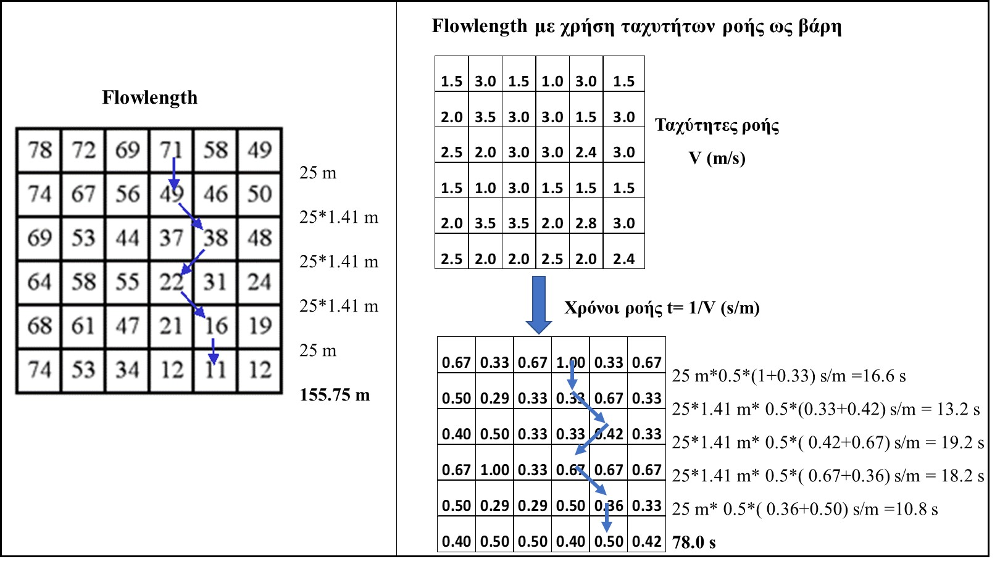 Flowlength
78 72 69 71 58 49
74 67 56 49 46 50
69 53 44 37 38 48
64 58 55 22 31 24
68 61 47 21 16 19
74 53 34 12 11 12
25 m
25*1.41 m
25*1.41 m
25*1.41 m
25 m
155.75 m
Flowlength με χρήση ταχυτήτων ροής ως βάρη
1.5 3.0 1.5 1.0 3.0 1.5
2.0 3.5 3.0 3.0 1.5 3.0
2.5 2.0 3.0 3.0 2.4 3.0
1.5 1.0 3.0 1.5 1.5 1.5
2.0 3.5 3.5 2.0 2.8 3.0
2.5 2.0 2.0 2.5 2.0 2.4
Ταχύτητες ροής
V (m/s)
Χρόνοι ροής t= 1/V (s/m)
0.67 0.33 0.67 1.00 0.33 0.67
0.50 0.29 0.33 0.33 0.67 0.33
0.40 0.50 0.33 0.33 0.42 0.33
0.67 1.00 0.33 0.67 0.67 0.67
0.50 0.29 0.29 0.50 0.36 0.33
0.40 0.50 0.50 0.40 0.50 0.42
25 m*0.5*(1+0.33) s/m =16.6 s
25*1.41 m* 0.5*(0.33+0.42) s/m = 13.2 s
25*1.41 m* 0.5*( 0.42+0.67) s/m = 19.2 s
25*1.41 m* 0.5*( 0.67+0.36) s/m = 18.2 s
25 m* 0.5*( 0.36+0.50) s/m =10.8 s
78.0 s